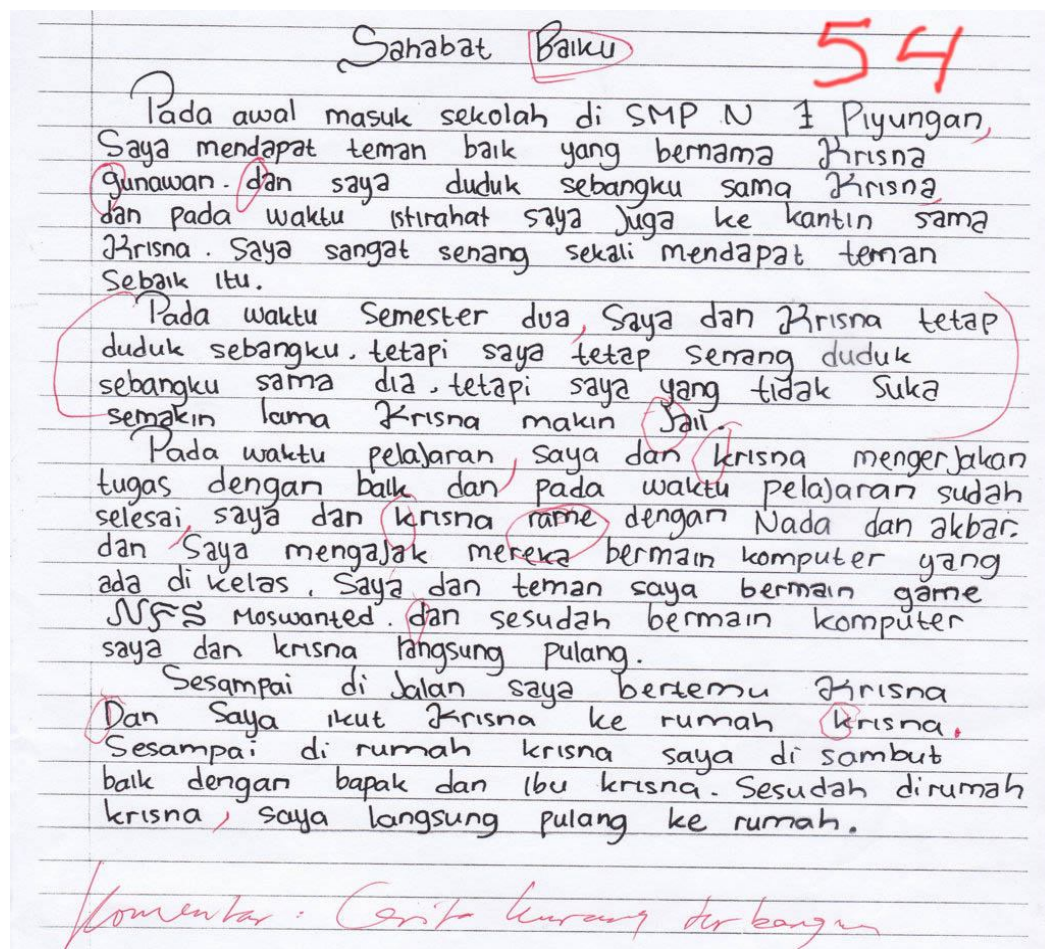 Sahabat Baiku
54
Pada awal masuk sekolah di SMP N 1 Piyungan,
Saya mendapat teman baik yang bernama Krisna
gunawan. dan saya duduk sebangku sama Krisna
dan pada waktu istirahat saya Juga ke kantin sama
Krisna. Saya sangat senang sekali mendapat teman
Sebaik itu.
Pada waktu Semester dua, Saya dan Krisna tetap
duduk sebangku. tetapi saya tetap senang duduk
sebangku sama dia. tetapi saya yang tidak Suka
semakin lama Krisna makin Jail.
Pada waktu pelaJaran, saya dan krisna mengerJakan
tugas dengan baik dan, pada waktu pelaJaran sudah
selesai, saya dan krisna rame dengan Nada dan akbar.
dan Saya mengaJak mereka bermain komputer yang
ada di kelas. Saya dan teman saya bermain game
NFS Moswanted. dan sesudah bermain komputer
saya dan krisna langsung pulang.
Sesampai di Jalan saya bertemu Krisna
Dan Saya ikut Krisna ke rumah krisna.
Sesampai di rumah krisna saya di sambut
baik dengan bapak dan Ibu krisna. Sesudah dirumah
krisna, saya langsung pulang ke rumah.
Komentar : Cerita kurang terbangun